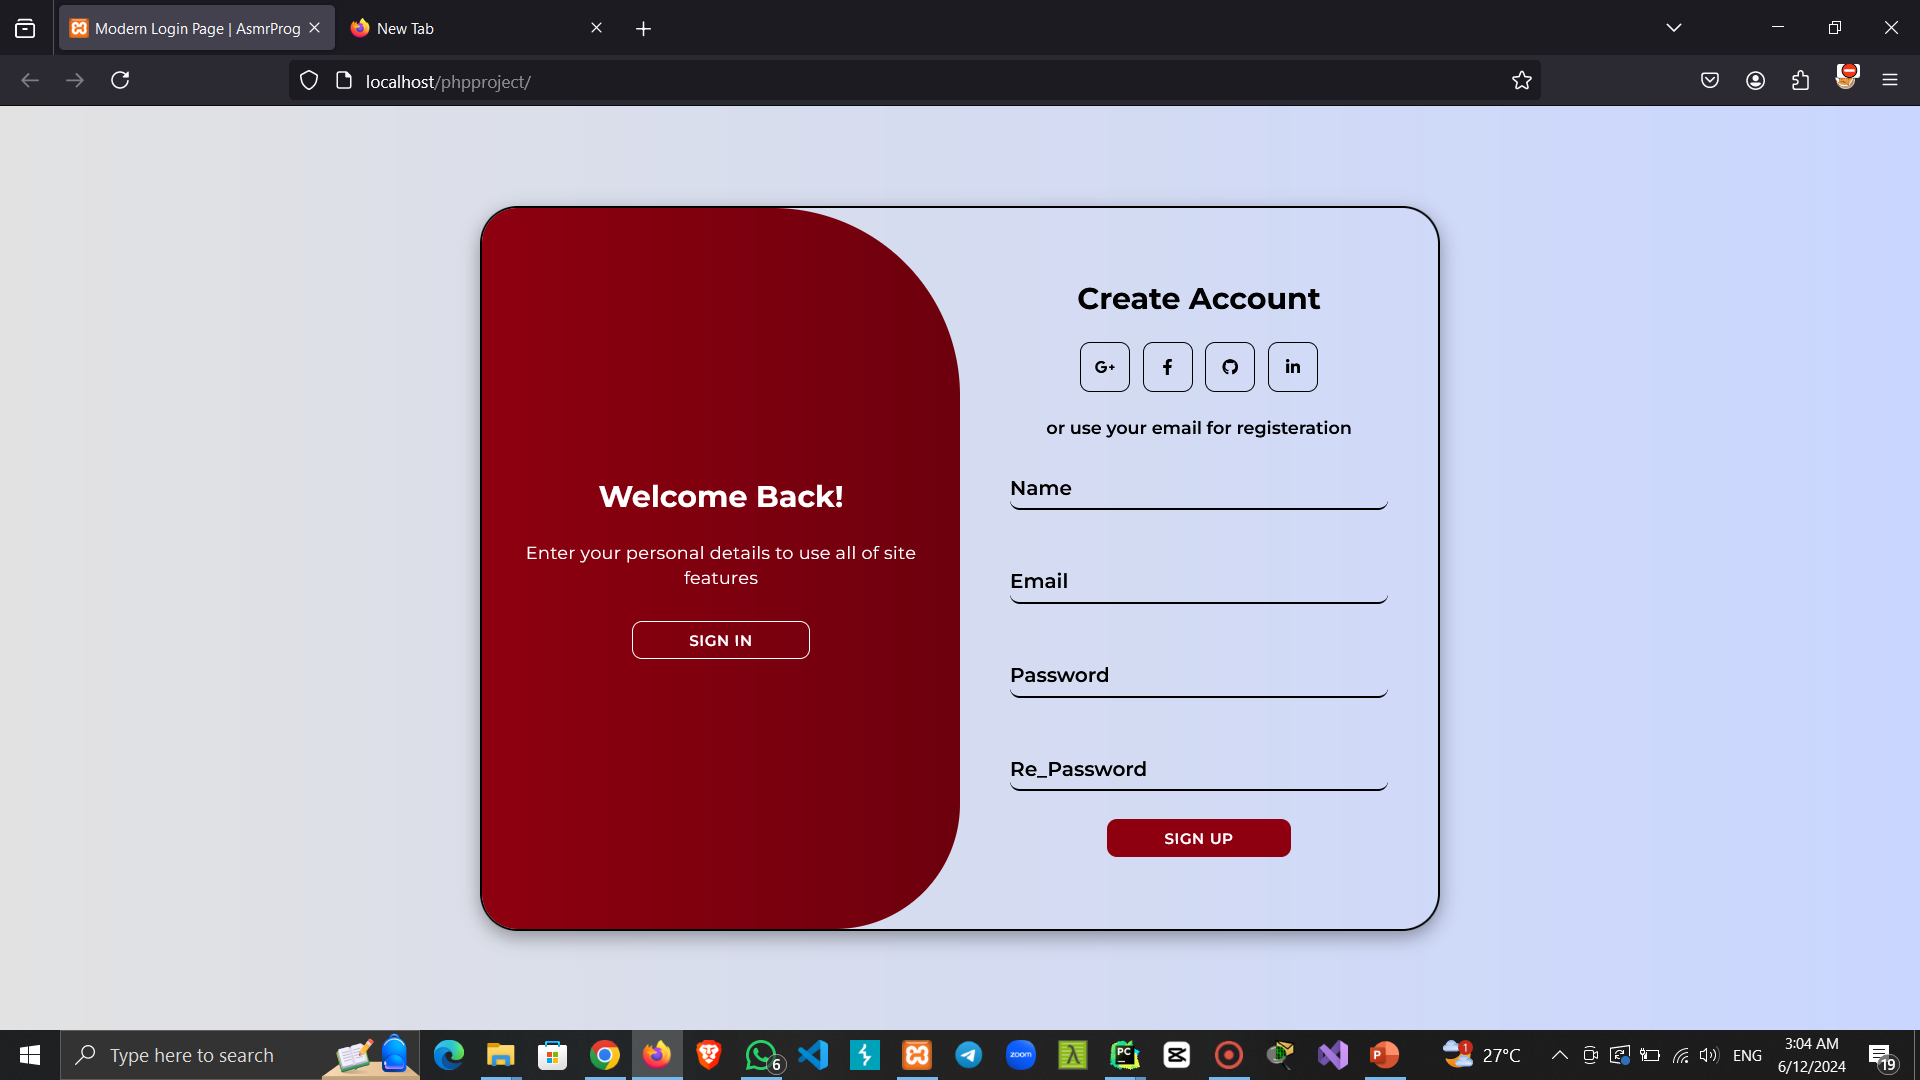 Modern Login Page | AsmrProg
New Tab
localhost/phpproject/
Create Account
G+
f
in
or use your email for registeration
Name
Email
Password
Re_Password
SIGN UP
Welcome Back!
Enter your personal details to use all of site
features
SIGN IN
Type here to search
6
zoom
λ
PC
P
1
27°C
ENG
3:04 AM
6/12/2024
19